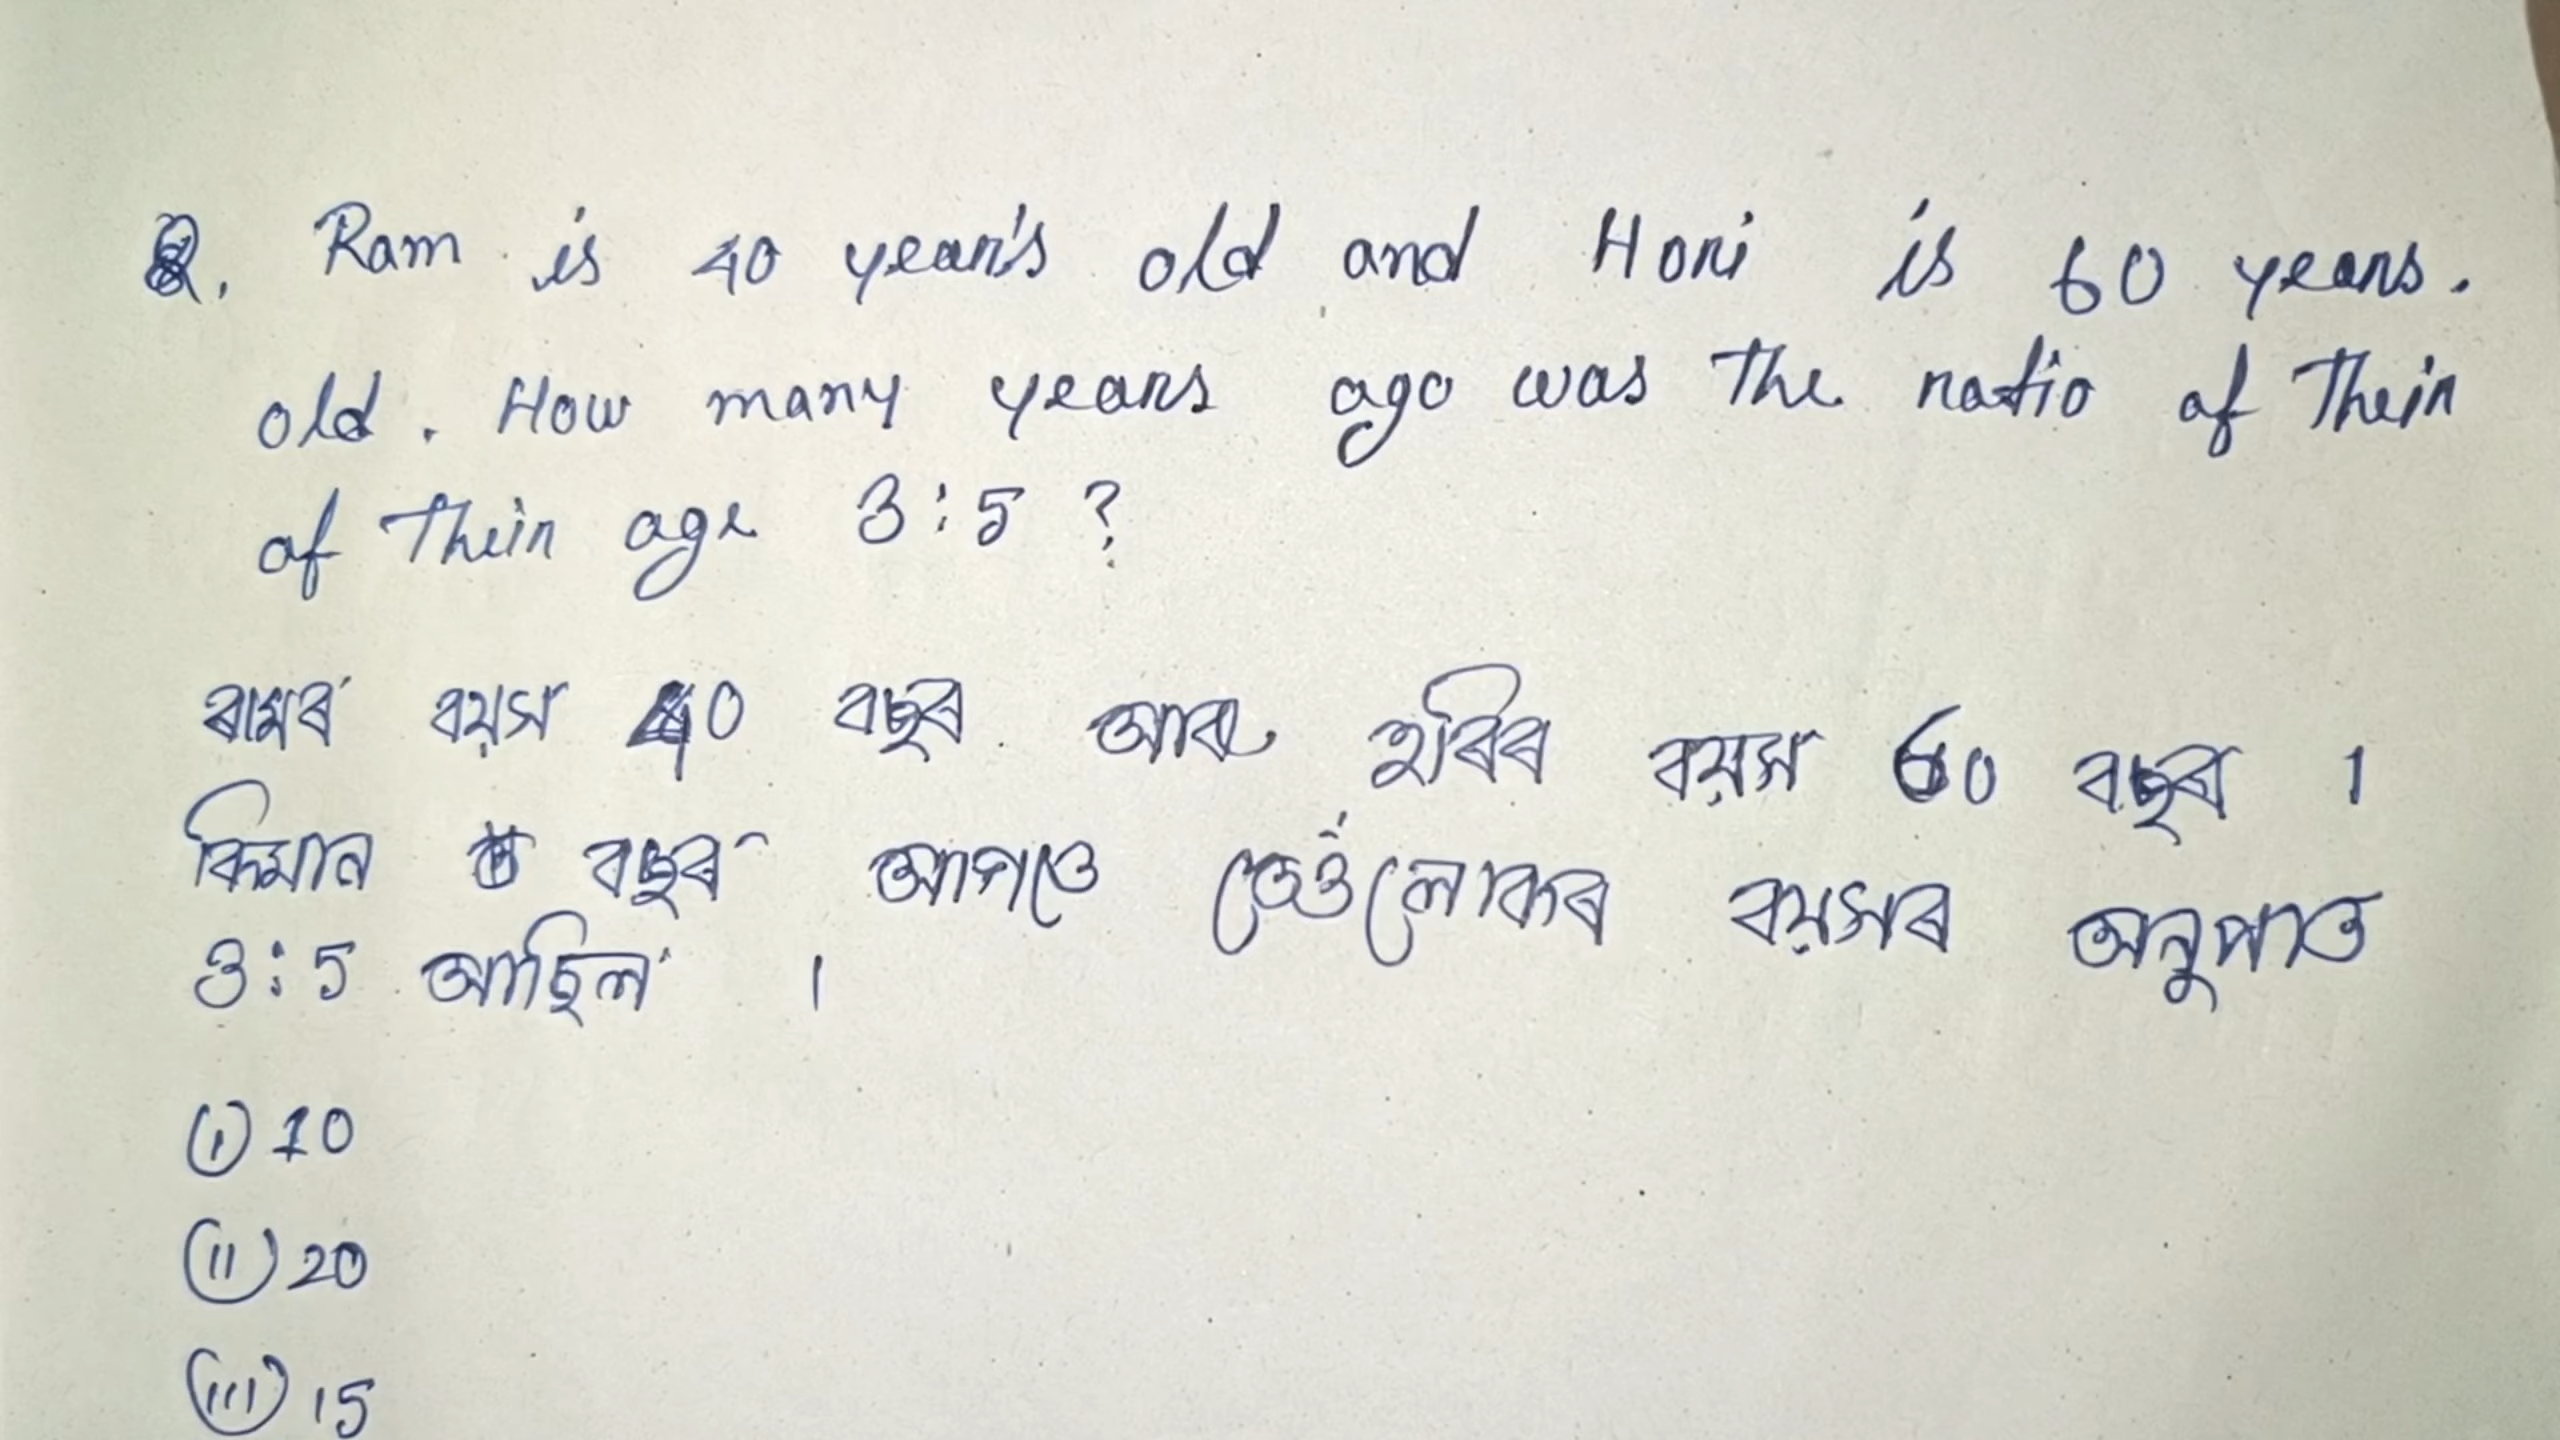 Q. Ram is 40 year's old and Hori is 60 years.
old. How many years ago was the ratio of their
of their age 3:5 ?
ৰামৰ বয়স 40 বছৰ আৰু হৰিৰ বয়স 60 বছৰ ।
কিমান বছৰ আগতে তেওঁলোকৰ বয়সৰ অনুপাত
3:5 আছিল ।
(i) 10
(ii) 20
(iii) 15